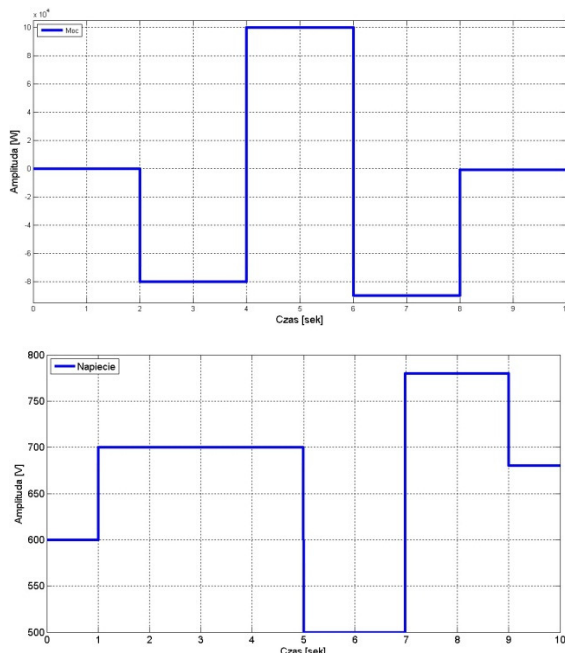 x 10⁴
Moc
10
8
6
4
2
0
-2
-4
-6
-8
Amplituda [W]
0 1 2 3 4 5 6 7 8 9 10
Czas [sek]
800
Napiecie
750
700
650
600
550
500
Amplituda [V]
0 1 2 3 4 5 6 7 8 9 10
Czas [sek]